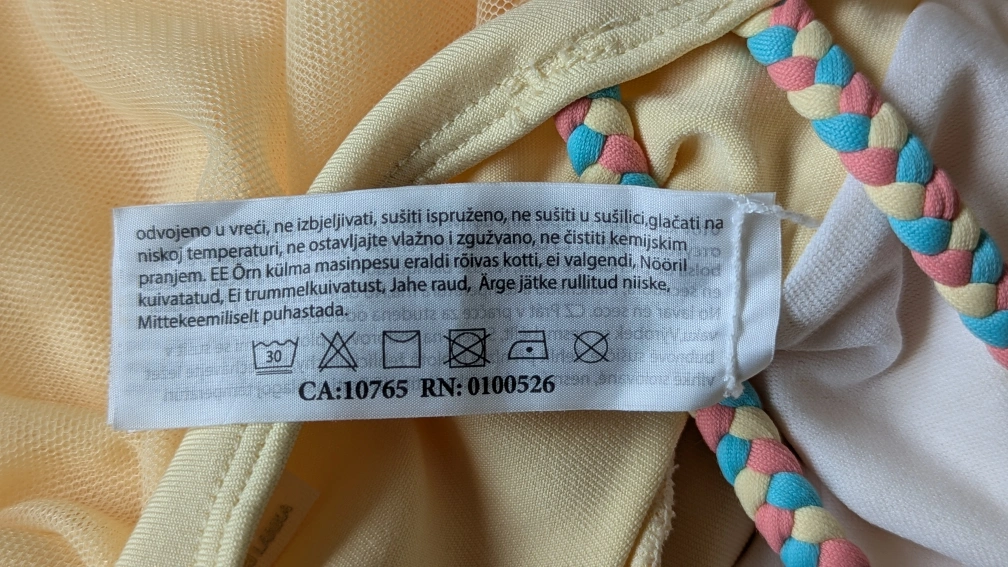 odvojeno u vreći, ne izbjeljivati, sušiti ispruženo, ne sušiti u sušilici,glačati na
niskoj temperaturi, ne ostavljajte vlažno i zgužvano, ne čistiti kemijskim
pranjem. EE Õrn külma masinpesu eraldi rõivas kotti, ei valgendi, Nööril
kuivatatud, Ei trummelkuivatust, Jahe raud, Ärge jätke rullitud niiske,
Mittekeemiliselt puhastada.
30
CA:10765 RN: 0100526